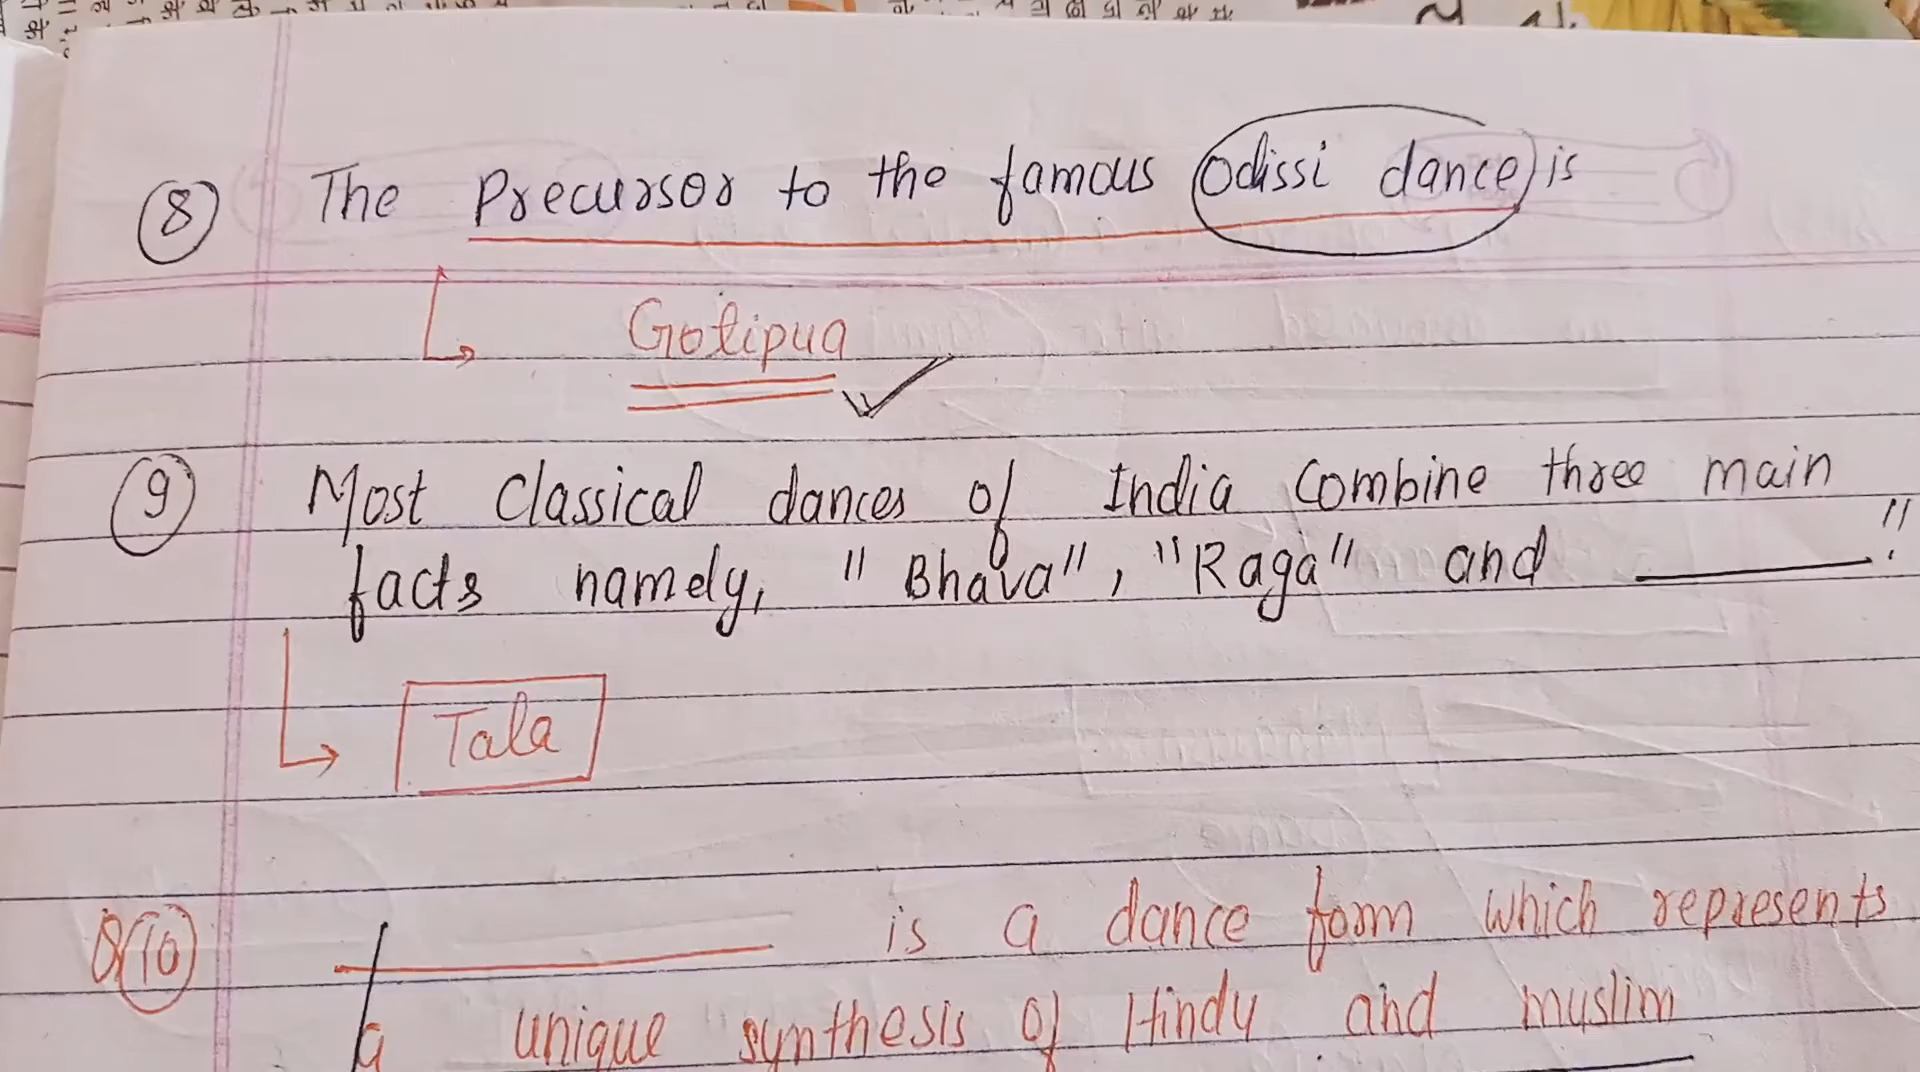 8 The Precursor to the famous Odissi dance is
Gotipua
9 Most classical dances of India combine three main
facts namely, "Bhava", "Raga" and ______!!
Tala
Q(10) ______ is a dance form which represents
a unique synthesis of Hindu and muslim